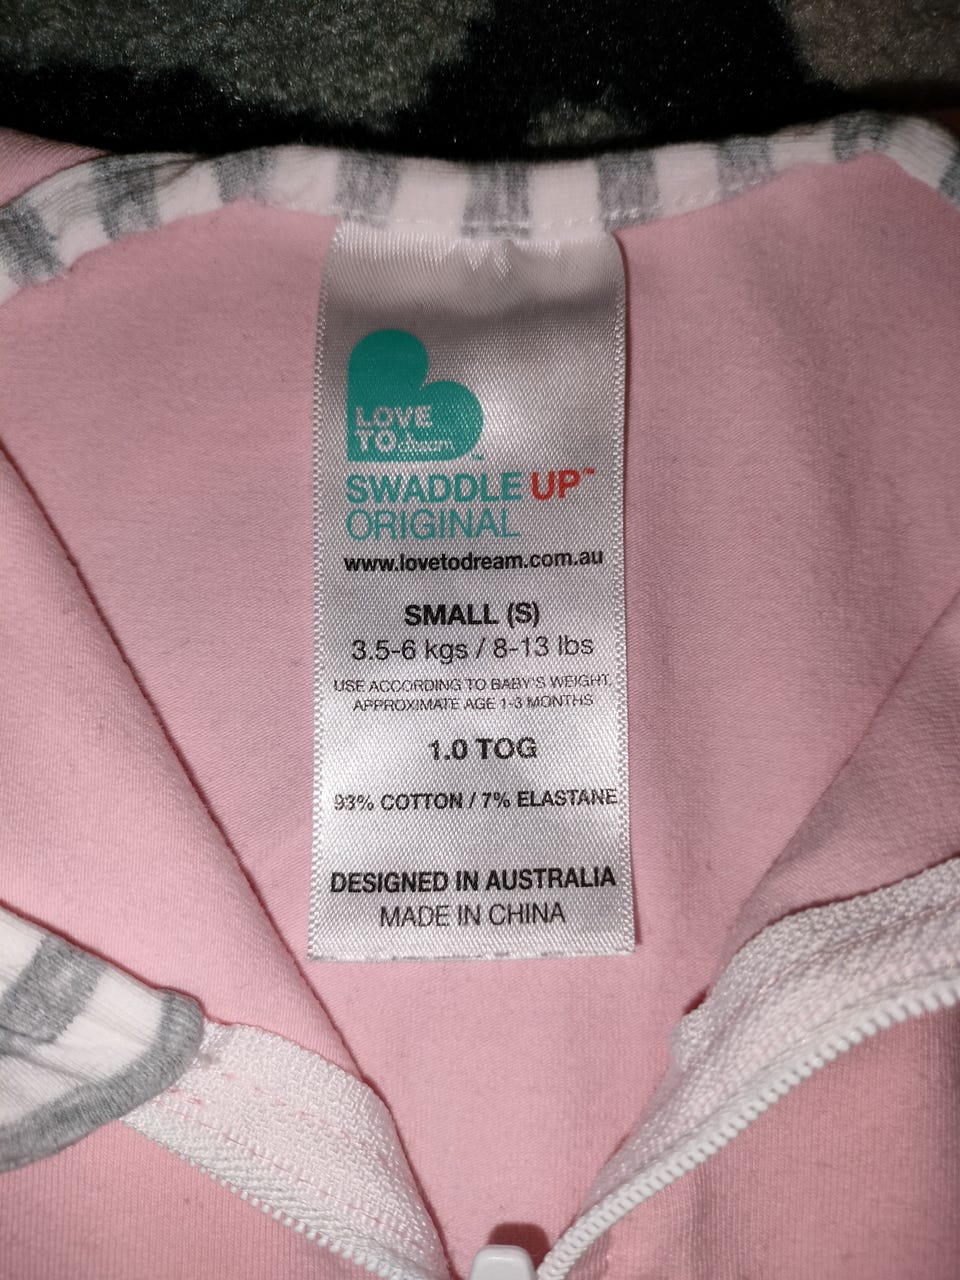 LOVE
TO dream™
SWADDLE UP™
ORIGINAL
www.lovetodream.com.au
SMALL (S)
3.5-6 kgs / 8-13 lbs
USE ACCORDING TO BABY'S WEIGHT.
APPROXIMATE AGE 1-3 MONTHS
1.0 TOG
93% COTTON / 7% ELASTANE
DESIGNED IN AUSTRALIA
MADE IN CHINA